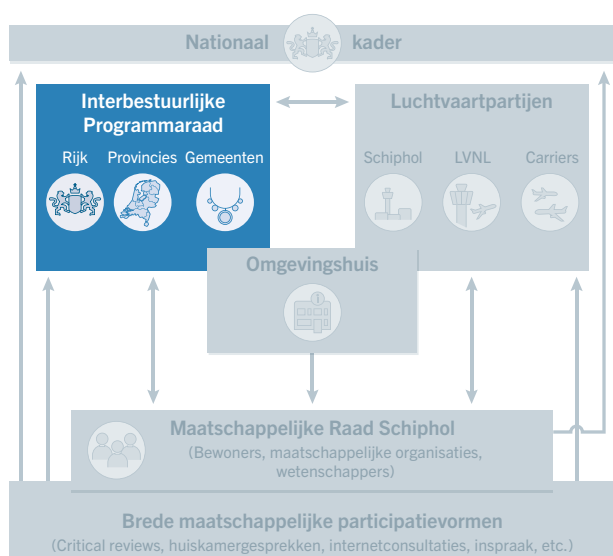 Nationaal kader
Interbestuurlijke
Programmaraad
Rijk Provincies Gemeenten
Luchtvaartpartijen
Schiphol LVNL Carriers
Omgevingshuis
Maatschappelijke Raad Schiphol
(Bewoners, maatschappelijke organisaties,
wetenschappers)
Brede maatschappelijke participatievormen
(Critical reviews, huiskamergesprekken, internetconsultaties, inspraak, etc.)